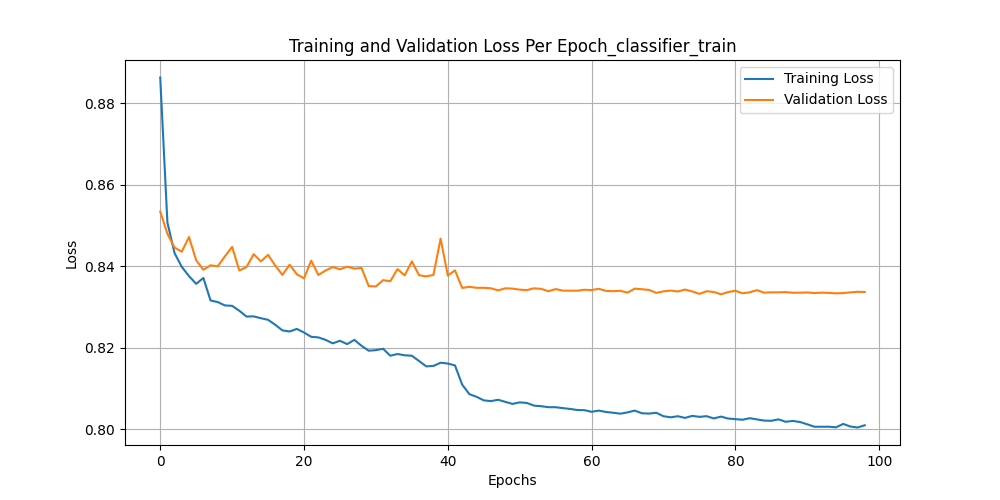 Training and Validation Loss Per Epoch_classifier_train
Training Loss
Validation Loss
Loss
0.88
0.86
0.84
0.82
0.80
0 20 40 60 80 100
Epochs